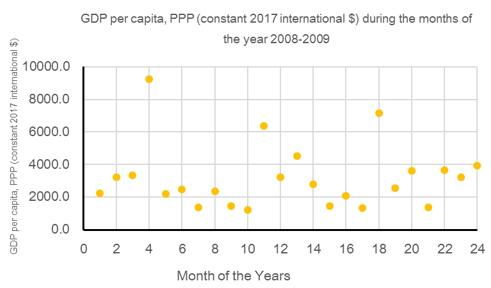 GDP per capita, PPP (constant 2017 international $) during the months of
the year 2008-2009
GDP per capita, PPP (constant 2017 international $)
10000.0
8000.0
6000.0
4000.0
2000.0
0.0
0 2 4 6 8 10 12 14 16 18 20 22 24
Month of the Years